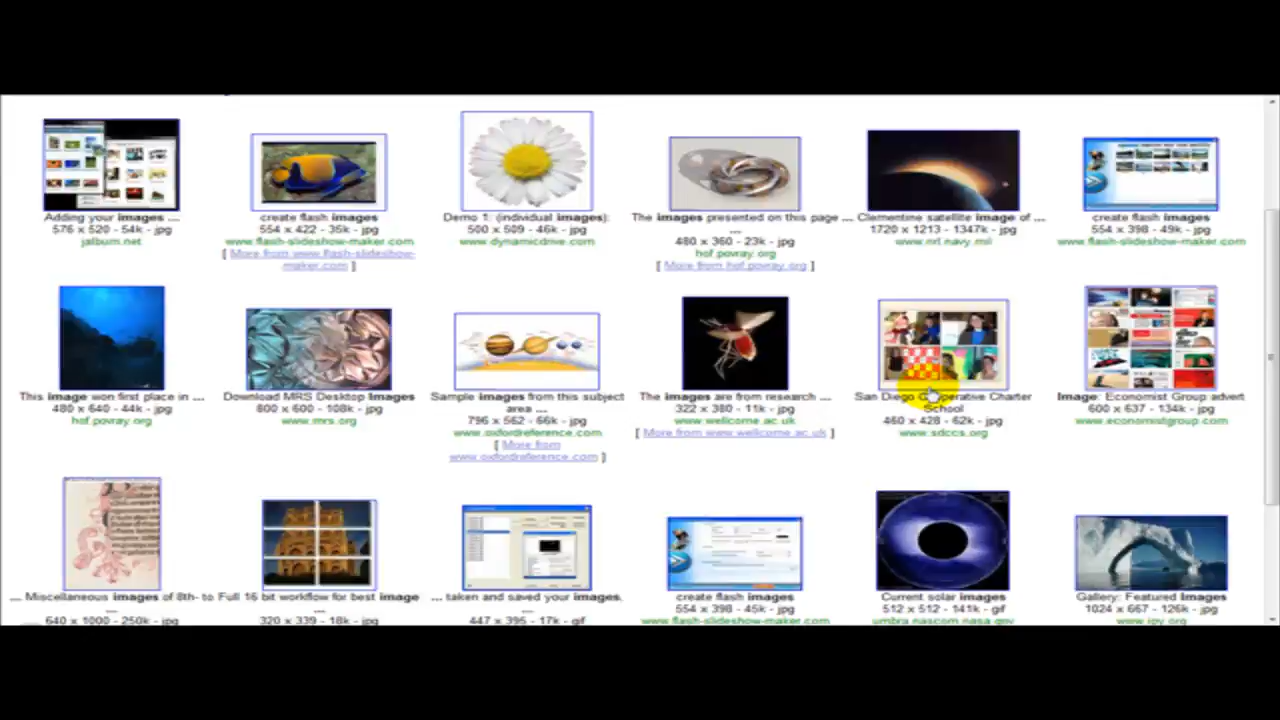 Adding your images ...
576 x 520 - 54k - jpg
jalbum.net
create flash images
554 x 422 - 35k - jpg
www.flash-slideshow-maker.com
[ More from www.flash-slideshow-
maker.com ]
Demo 1: (individual images):
500 x 509 - 46k - jpg
www.dynamicdrive.com
The images presented on this page ...
...
480 x 360 - 23k - jpg
hof.povray.org
[ More from hof.povray.org ]
Clementine satellite image of ...
1720 x 1213 - 1347k - jpg
www.nrl.navy.mil
create flash images
554 x 398 - 49k - jpg
www.flash-slideshow-maker.com
This image won first place in ...
480 x 640 - 44k - jpg
hof.povray.org
Download MRS Desktop Images
800 x 600 - 108k - jpg
www.mrs.org
Sample images from this subject
area ...
796 x 562 - 66k - jpg
www.oxfordreference.com
[ More from
www.oxfordreference.com ]
The images are from research ...
322 x 380 - 11k - jpg
www.wellcome.ac.uk
[ More from www.wellcome.ac.uk ]
San Diego Cooperative Charter
School
460 x 428 - 62k - jpg
www.sdccs.org
Image: Economist Group advert
600 x 637 - 134k - jpg
www.economistgroup.com
... Miscellaneous images of 8th- to
...
640 x 1000 - 250k - jpg
Full 16 bit workflow for best image
...
320 x 339 - 18k - jpg
... taken and saved your images.
...
447 x 395 - 17k - gif
create flash images
554 x 398 - 45k - jpg
www.flash-slideshow-maker.com
Current solar images
512 x 512 - 141k - gif
umbra.nascom.nasa.gov
Gallery: Featured Images
1024 x 667 - 126k - jpg
www.ipy.org